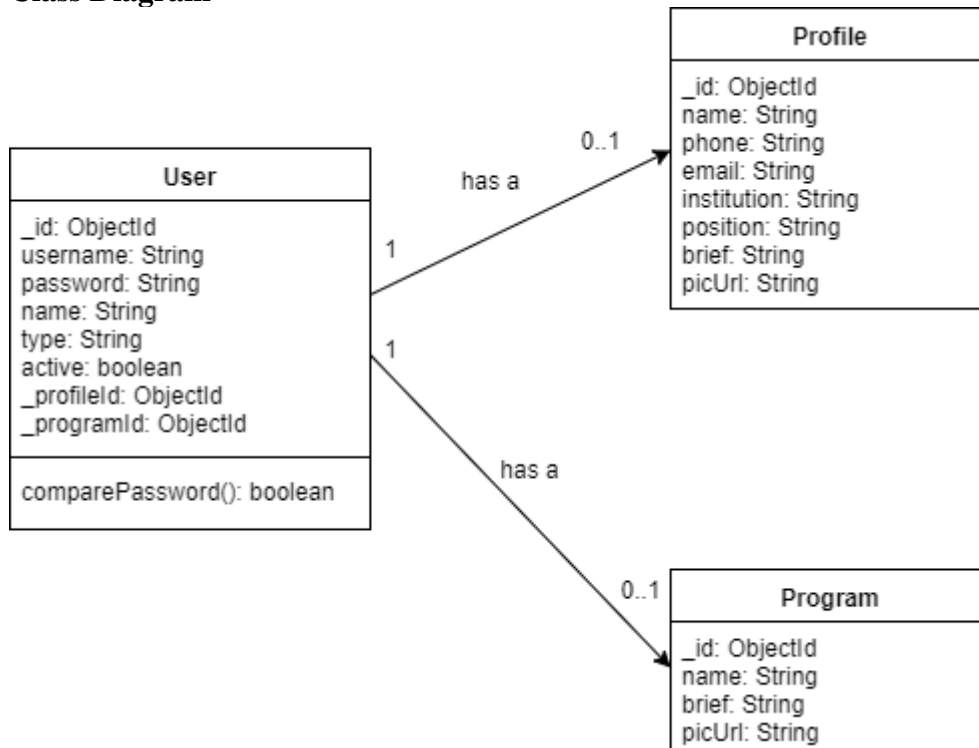 Class Diagram
Profile
_id: ObjectId
name: String
phone: String
email: String
institution: String
position: String
brief: String
picUrl: String
0..1
has a
1
User
_id: ObjectId
username: String
password: String
name: String
type: String
active: boolean
_profileId: ObjectId
_programId: ObjectId
comparePassword(): boolean
1
has a
0..1
Program
_id: ObjectId
name: String
brief: String
picUrl: String